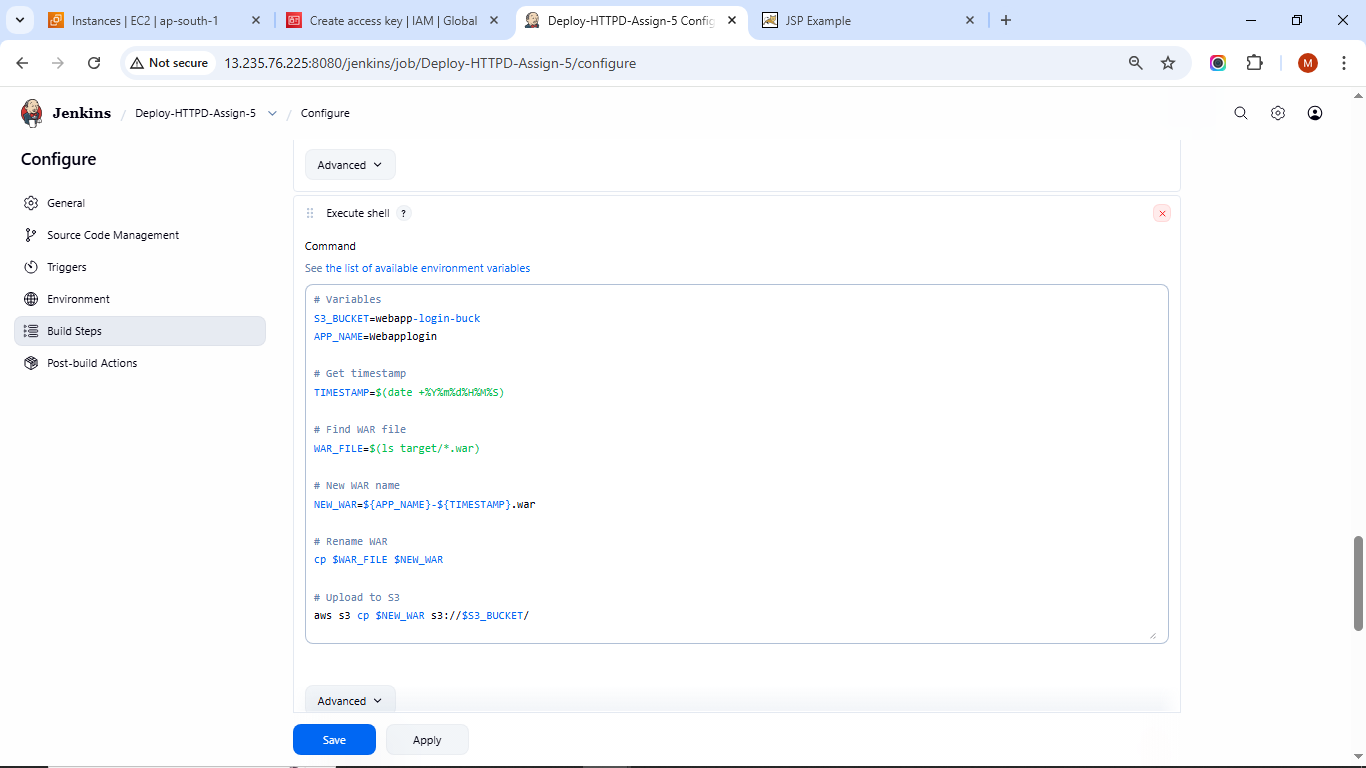 Instances | EC2 | ap-south-1
Create access key | IAM | Global
Deploy-HTTPD-Assign-5 Config
JSP Example
Not secure
13.235.76.225:8080/jenkins/job/Deploy-HTTPD-Assign-5/configure
M
Jenkins / Deploy-HTTPD-Assign-5 / Configure
Configure
General
Source Code Management
Triggers
Environment
Build Steps
Post-build Actions
Advanced
Execute shell ?
Command
See the list of available environment variables
# Variables
S3_BUCKET=webapp-login-buck
APP_NAME=Webapplogin
# Get timestamp
TIMESTAMP=$(date +%Y%m%d%H%M%S)
# Find WAR file
WAR_FILE=$(ls target/*.war)
# New WAR name
NEW_WAR=${APP_NAME}-${TIMESTAMP}.war
# Rename WAR
cp $WAR_FILE $NEW_WAR
# Upload to S3
aws s3 cp $NEW_WAR s3://$S3_BUCKET/
Advanced
Save
Apply